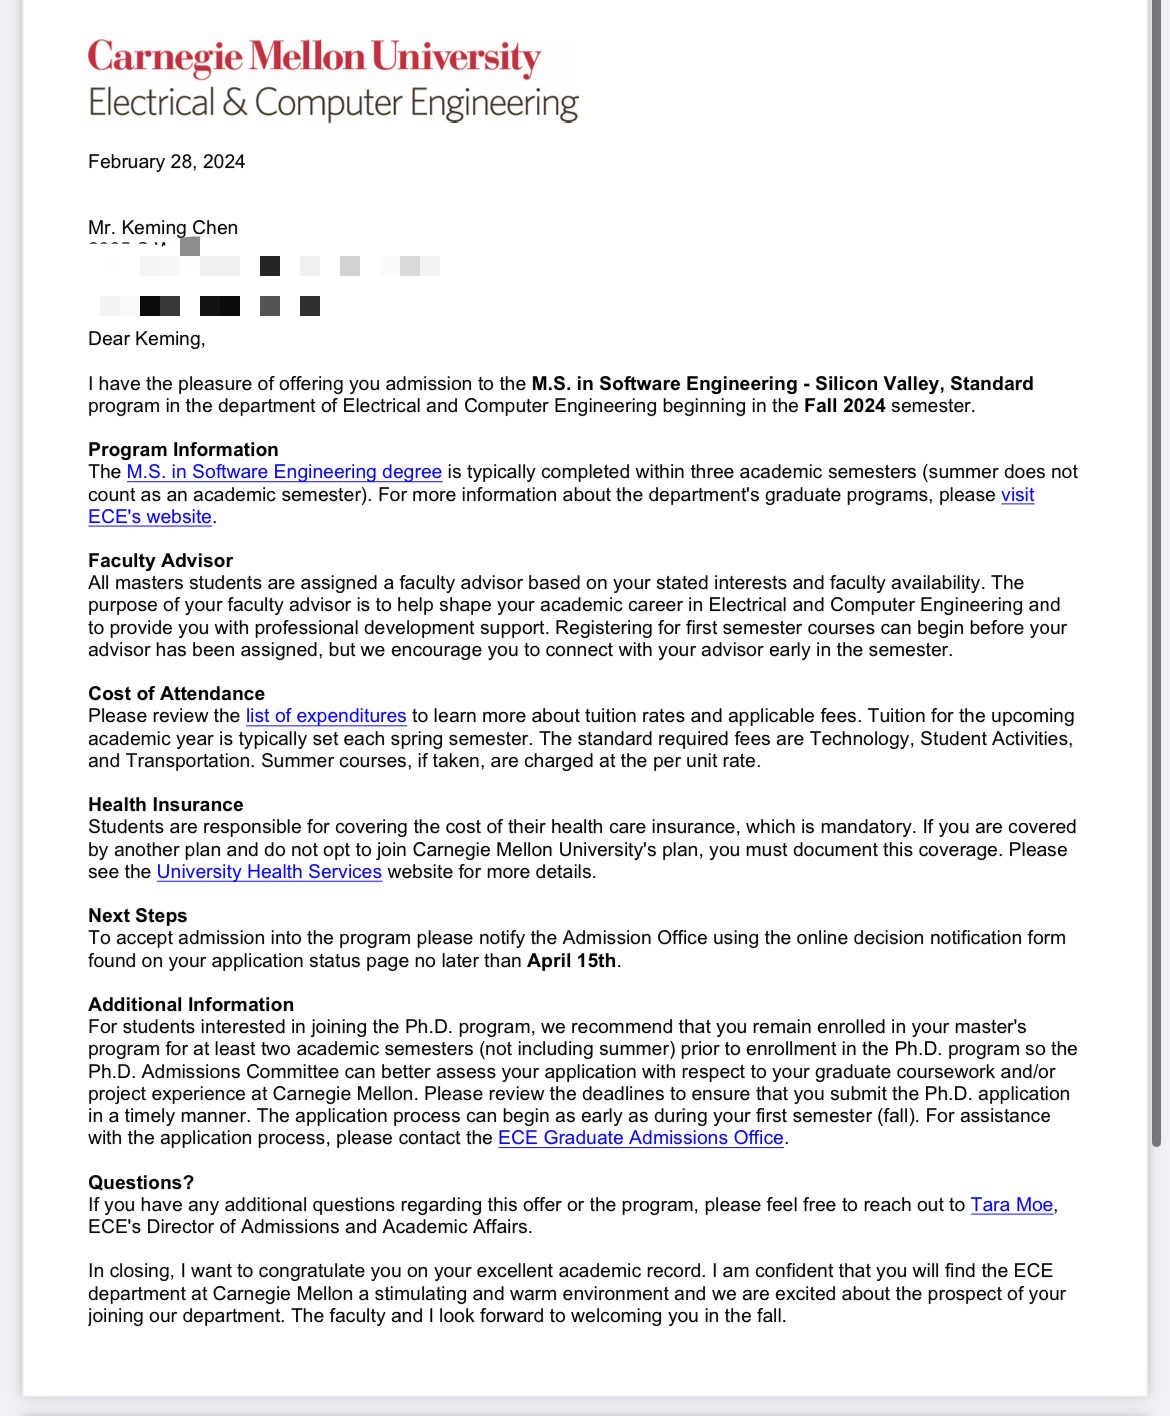 Carnegie Mellon University
Electrical & Computer Engineering
February 28, 2024
Mr. Keming Chen
Dear Keming,
I have the pleasure of offering you admission to the M.S. in Software Engineering - Silicon Valley, Standard
program in the department of Electrical and Computer Engineering beginning in the Fall 2024 semester.
Program Information
The M.S. in Software Engineering degree is typically completed within three academic semesters (summer does not
count as an academic semester). For more information about the department's graduate programs, please visit
ECE's website.
Faculty Advisor
All masters students are assigned a faculty advisor based on your stated interests and faculty availability. The
purpose of your faculty advisor is to help shape your academic career in Electrical and Computer Engineering and
to provide you with professional development support. Registering for first semester courses can begin before your
advisor has been assigned, but we encourage you to connect with your advisor early in the semester.
Cost of Attendance
Please review the list of expenditures to learn more about tuition rates and applicable fees. Tuition for the upcoming
academic year is typically set each spring semester. The standard required fees are Technology, Student Activities,
and Transportation. Summer courses, if taken, are charged at the per unit rate.
Health Insurance
Students are responsible for covering the cost of their health care insurance, which is mandatory. If you are covered
by another plan and do not opt to join Carnegie Mellon University's plan, you must document this coverage. Please
see the University Health Services website for more details.
Next Steps
To accept admission into the program please notify the Admission Office using the online decision notification form
found on your application status page no later than April 15th.
Additional Information
For students interested in joining the Ph.D. program, we recommend that you remain enrolled in your master's
program for at least two academic semesters (not including summer) prior to enrollment in the Ph.D. program so the
Ph.D. Admissions Committee can better assess your application with respect to your graduate coursework and/or
project experience at Carnegie Mellon. Please review the deadlines to ensure that you submit the Ph.D. application
in a timely manner. The application process can begin as early as during your first semester (fall). For assistance
with the application process, please contact the ECE Graduate Admissions Office.
Questions?
If you have any additional questions regarding this offer or the program, please feel free to reach out to Tara Moe,
ECE's Director of Admissions and Academic Affairs.
In closing, I want to congratulate you on your excellent academic record. I am confident that you will find the ECE
department at Carnegie Mellon a stimulating and warm environment and we are excited about the prospect of your
joining our department. The faculty and I look forward to welcoming you in the fall.